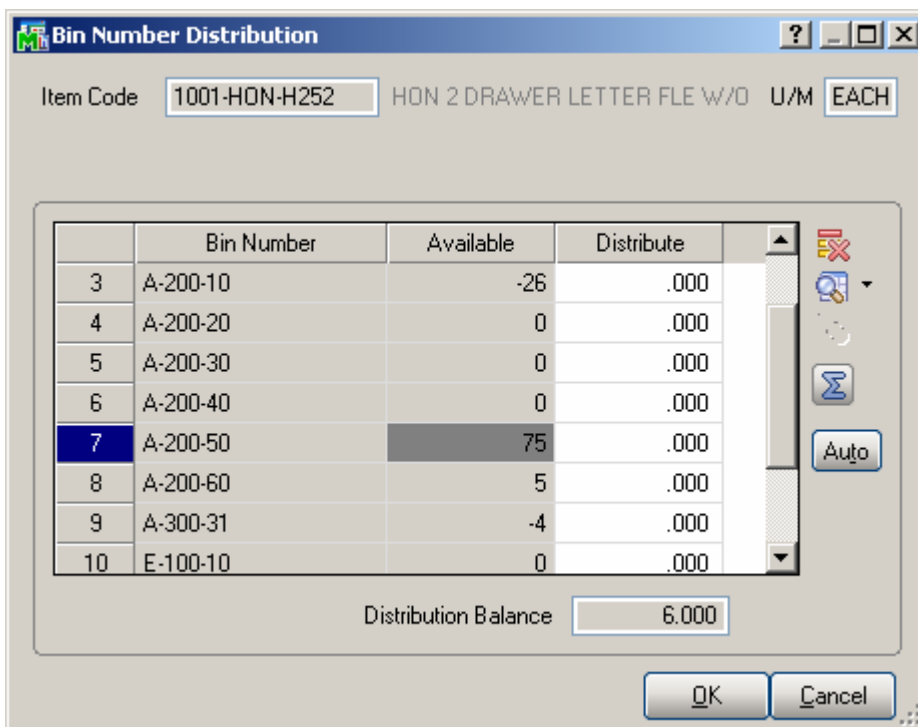 Bin Number Distribution
Item Code 1001-HON-H252 HON 2 DRAWER LETTER FLE W/O U/M EACH
Bin Number Available Distribute
3 A-200-10 -26 .000
4 A-200-20 0 .000
5 A-200-30 0 .000
6 A-200-40 0 .000
7 A-200-50 75 .000
Auto
8 A-200-60 5 .000
9 A-300-31 -4 .000
10 E-100-10 0 .000
Distribution Balance 6.000
OK Cancel